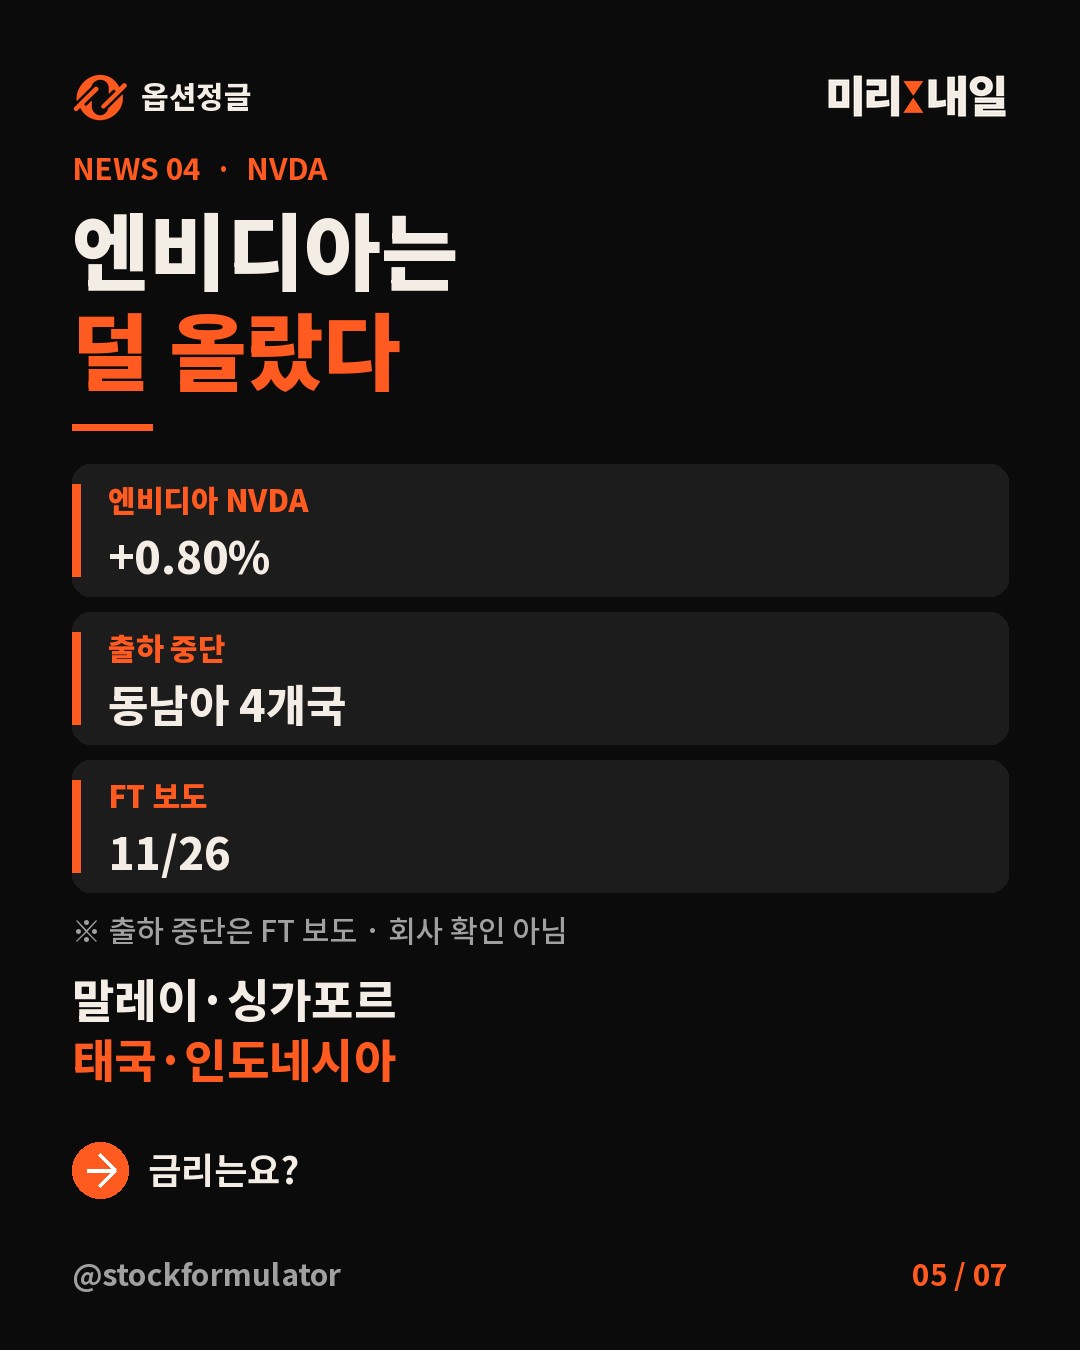 옵션정글
미리내일
NEWS 04 · NVDA
엔비디아는
덜 올랐다
엔비디아 NVDA
+0.80%
출하 중단
동남아 4개국
FT 보도
11/26
※ 출하 중단은 FT 보도 · 회사 확인 아님
말레이·싱가포르
태국·인도네시아
금리는요?
@stockformulator
05 / 07